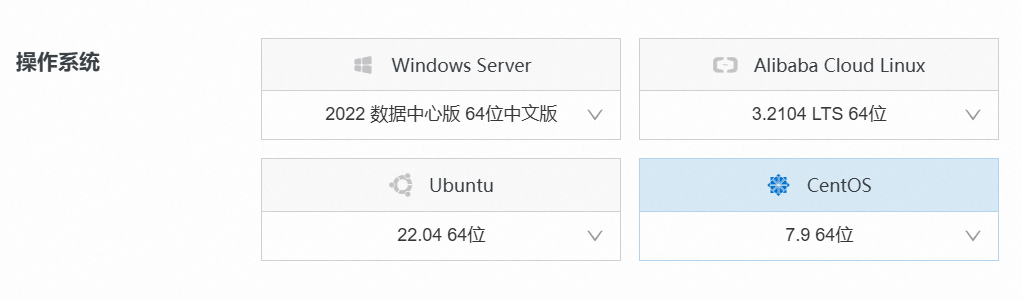 操作系统
Windows Server
Alibaba Cloud Linux
2022 数据中心版 64位中文版
3.2104 LTS 64位
Ubuntu
CentOS
22.04 64位
7.9 64位